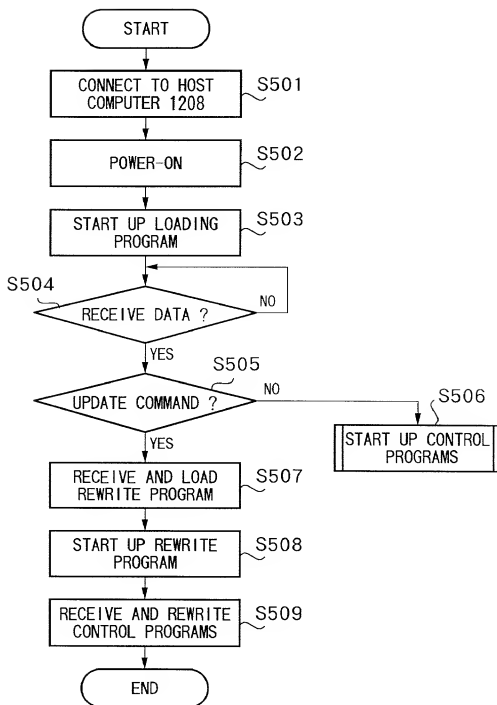 START
CONNECT TO HOST
COMPUTER 1208
S501
POWER-ON
S502
START UP LOADING
PROGRAM
S503
S504
RECEIVE DATA ?
NO
YES
S505
UPDATE COMMAND ?
NO
YES
S506
START UP CONTROL
PROGRAMS
RECEIVE AND LOAD
REWRITE PROGRAM
S507
START UP REWRITE
PROGRAM
S508
RECEIVE AND REWRITE
CONTROL PROGRAMS
S509
END